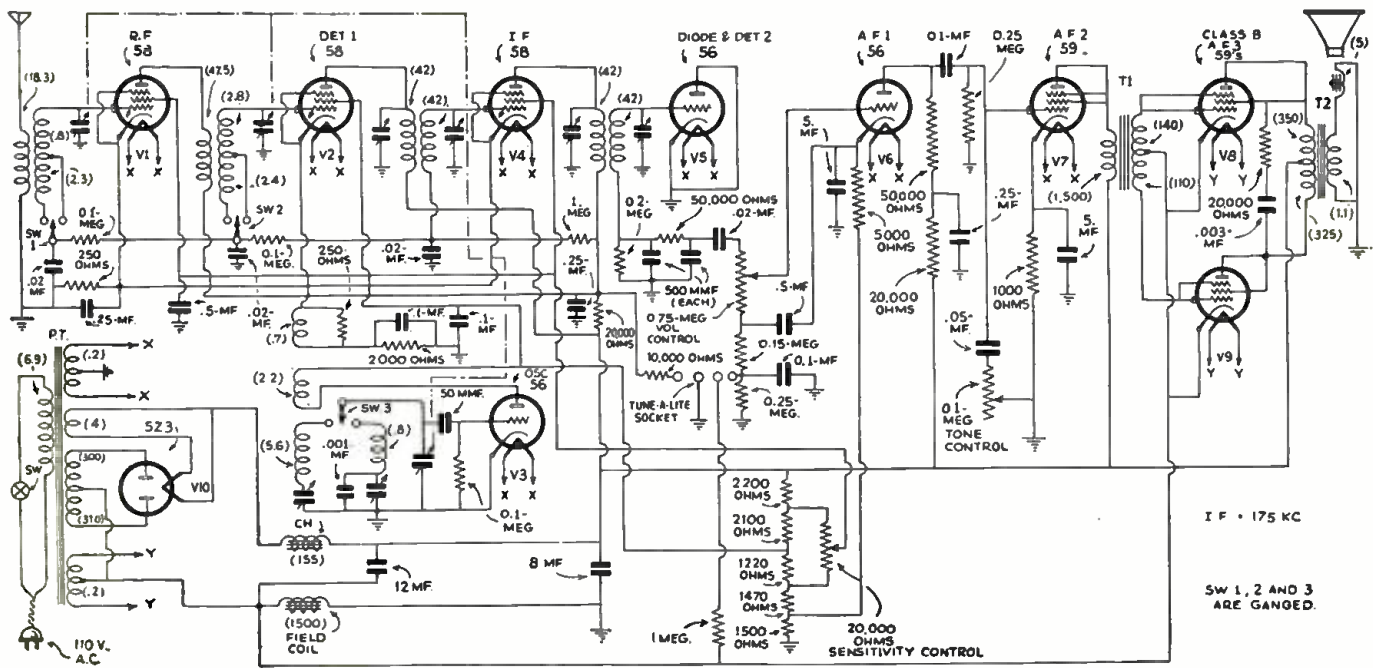 R.F.
58
DET 1
58
I F
58
DIODE & DET 2
56
A F 1
56
01-MF
0.25
MEG
A F 2
59
CLASS B
A F 3
59's
(5)
(18.3)
(47.5)
(42)
(42)
(.8)
(2.8)
(42)
(42)
T1
T2
(350)
(140)
V1
V2
V4
V5
V6
V7
V8
X X
X X
X X
X X
X X
X X
Y Y
5.
MF
(2.3)
(2.4)
(110)
(1,500)
50,000
OHMS
5000
OHMS
20,000
OHMS
.003-
MF
(1.1)
(325)
SW
1
SW 2
0.1-
MEG
250
OHMS
0.1-
MEG.
250-
OHMS
.02-
MF.
1.
MEG
.25-
MF.
0.2-
MEG
50,000 OHMS
.02-MF.
.25-
MF
5.
MF
.02
MF
.25-MF.
.5-MF
.02-
MF
.1-MF
.1-
MF
2000 OHMS
(.7)
20,000
OHMS
500 MMF
(EACH)
0.75-MEG
VOL
CONTROL
.5-MF
20,000
OHMS
1000
OHMS
V9
Y Y
10,000 OHMS
0.15-MEG
0.1-MF
.05-
MF
P.T.
(6.9)
(.2)
X
X
(2.2)
OSC
56
50 MMF.
TUNE-A-LITE
SOCKET
0.25-
MEG.
01-
MEG
TONE
CONTROL
(.4)
5Z3
SW.3
(.8)
(5.6)
.001
MF
V3
X X
SW
(300)
V10
(310)
0.1-
MEG
CH 1
(155)
2200
OHMS
2100
OHMS
I F = 175 KC
Y
(.2)
Y
12 MF.
8 MF
1220
OHMS
1470
OHMS
1500
OHMS
SW 1, 2 AND 3
ARE GANGED.
(1500)
FIELD
COIL
1 MEG.
20,000
OHMS
SENSITIVITY CONTROL
110 V.
A.C.